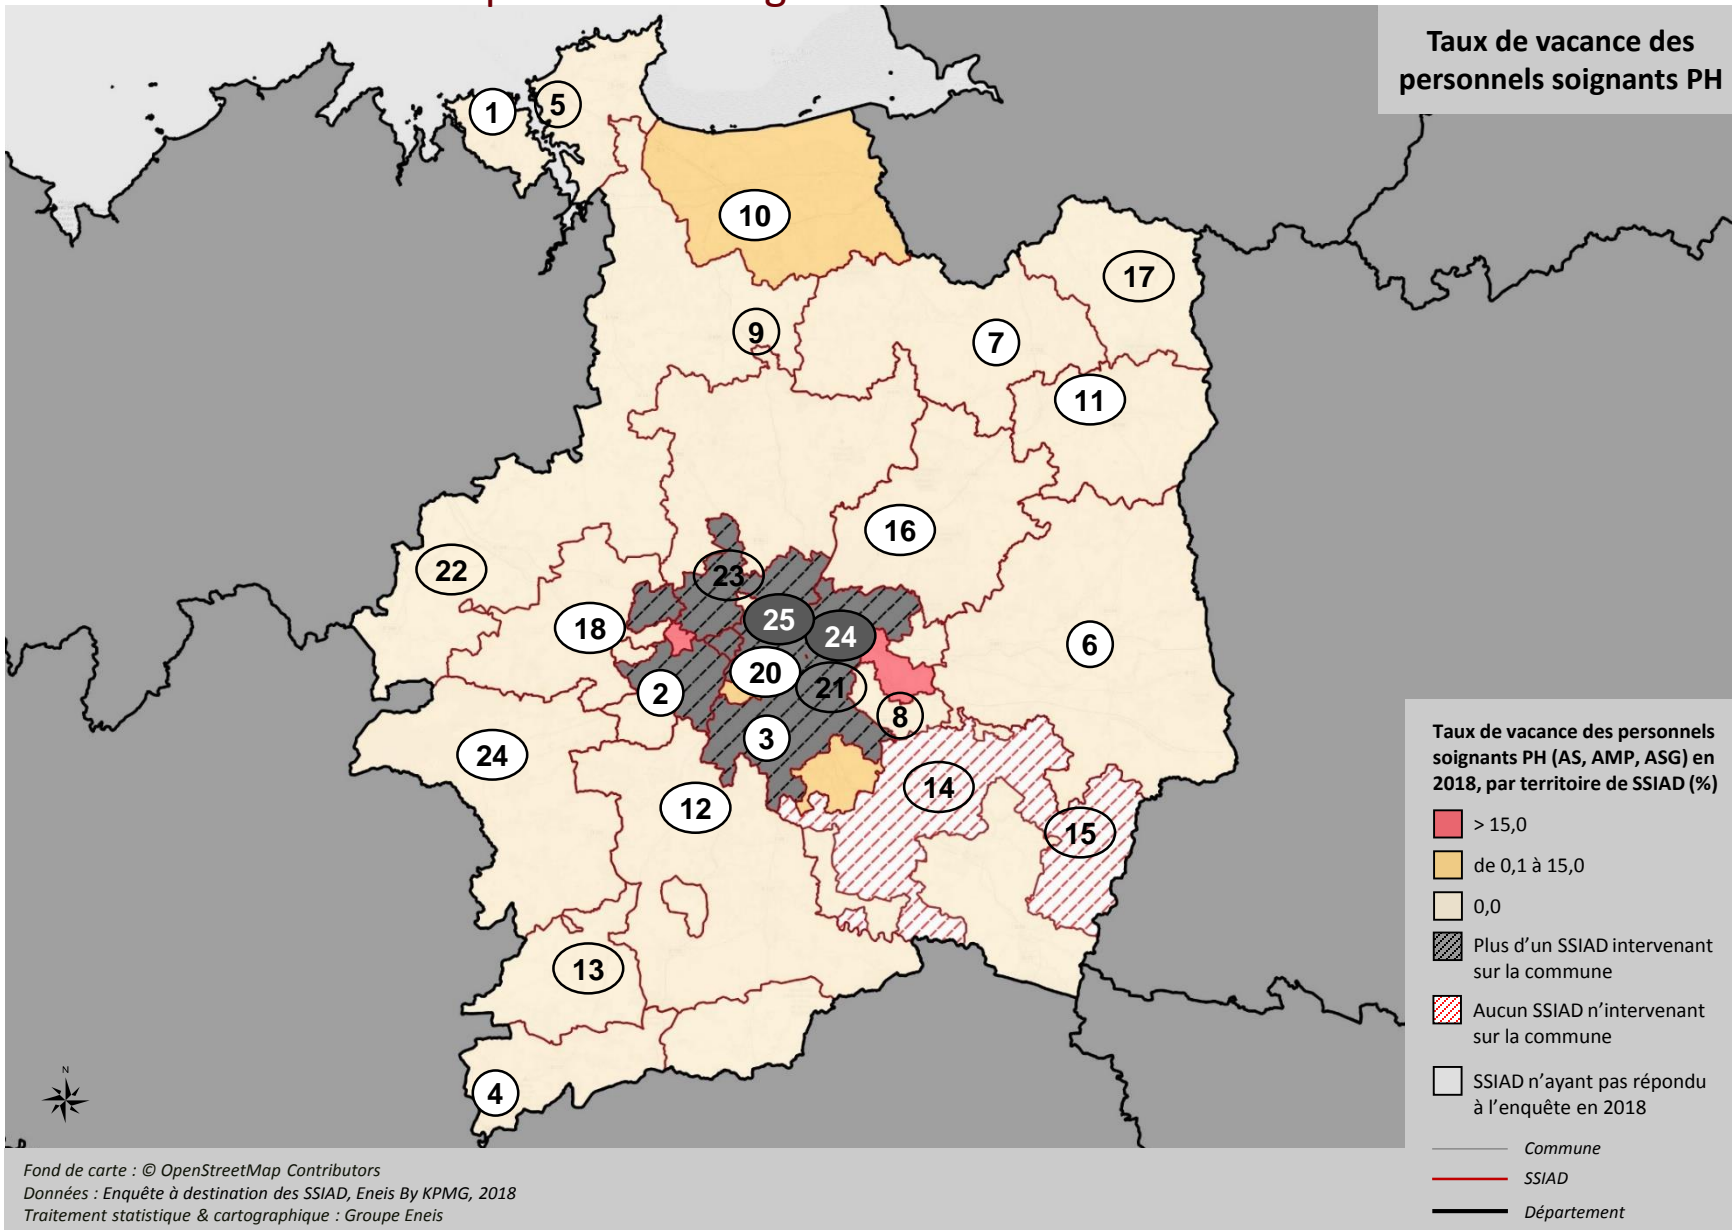 Taux de vacance des
personnels soignants PH
1
5
10
17
9
7
11
16
22
23
18
25
24
6
20
2
21
8
3
24
14
12
15
13
4
N
Taux de vacance des personnels
soignants PH (AS, AMP, ASG) en
2018, par territoire de SSIAD (%)
> 15,0
de 0,1 à 15,0
0,0
Plus d'un SSIAD intervenant
sur la commune
Aucun SSIAD n'intervenant
sur la commune
SSIAD n'ayant pas répondu
à l'enquête en 2018
Commune
SSIAD
Département
Fond de carte : © OpenStreetMap Contributors
Données : Enquête à destination des SSIAD, Eneis By KPMG, 2018
Traitement statistique & cartographique : Groupe Eneis